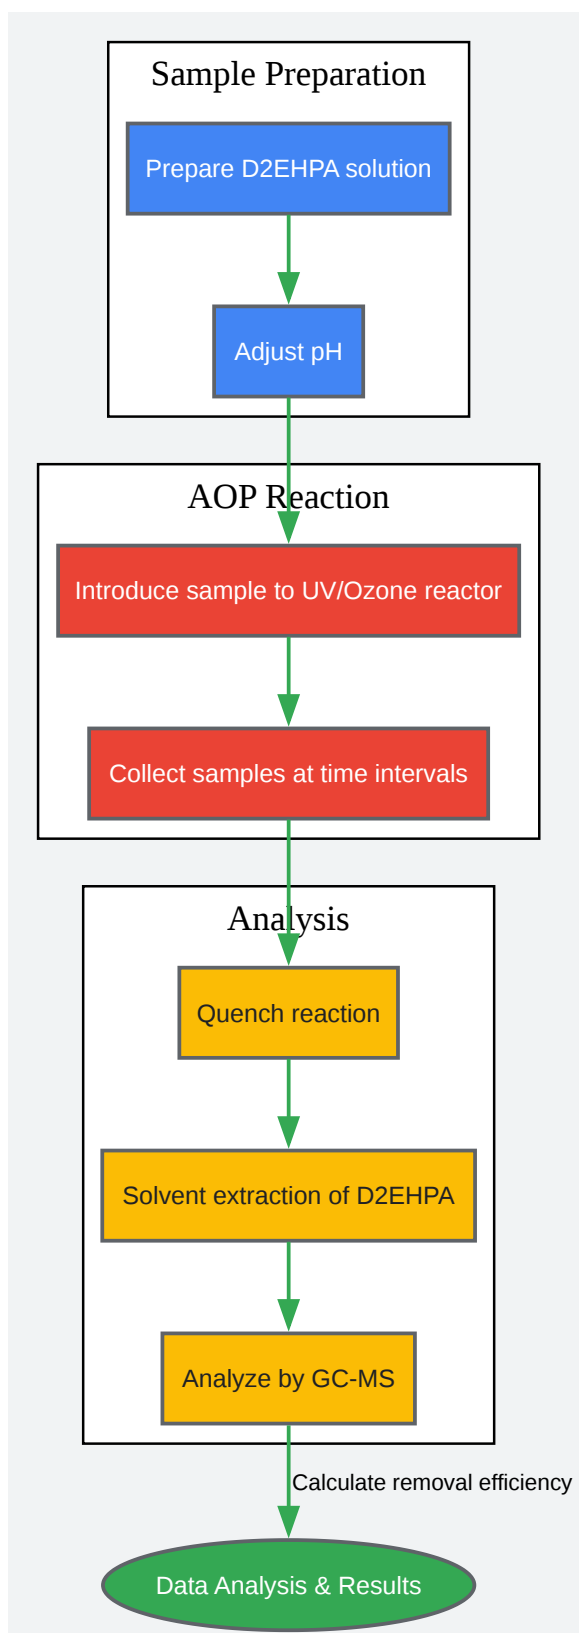 Sample Preparation
Prepare D2EHPA solution
Adjust pH
AOP Reaction
Introduce sample to UV/Ozone reactor
Collect samples at time intervals
Analysis
Quench reaction
Solvent extraction of D2EHPA
Analyze by GC-MS
Calculate removal efficiency
Data Analysis & Results